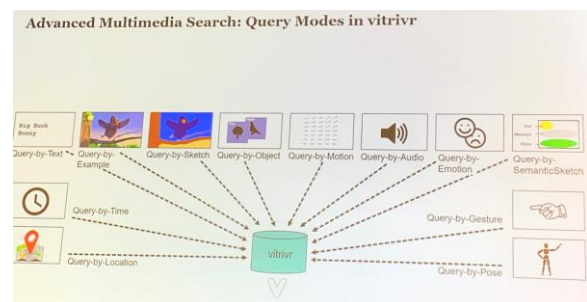 Advanced Multimedia Search: Query Modes in vitrivr
Big Buck
Bunny
Query-by-Text
Query-by-
Example
Query-by-Sketch
Query-by-Object
Query-by-Motion
Query-by-Audio
Query-by-
Emotion
Query-by-
SemanticSketch
Query-by-Time
Query-by-Gesture
vitrivr
Query-by-Location
Query-by-Pose